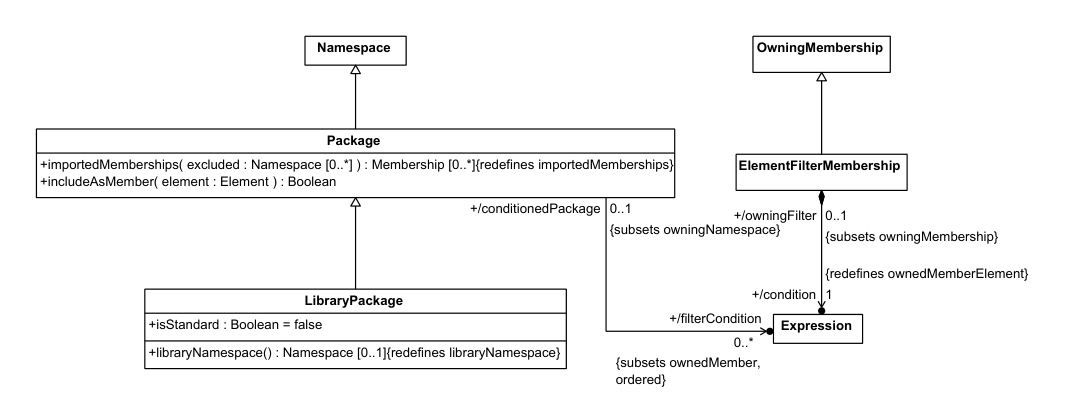 Namespace
OwningMembership
Package
+importedMemberships( excluded : Namespace [0..*] ) : Membership [0..*]{redefines importedMemberships}
+includeAsMember( element : Element ) : Boolean
ElementFilterMembership
+/conditionedPackage
0..1
{subsets owningNamespace}
+/owningFilter
0..1
{subsets owningMembership}
{redefines ownedMemberElement}
+/condition
1
LibraryPackage
+isStandard : Boolean = false
+libraryNamespace() : Namespace [0..1]{redefines libraryNamespace}
+/filterCondition
0..*
{subsets ownedMember,
ordered}
Expression